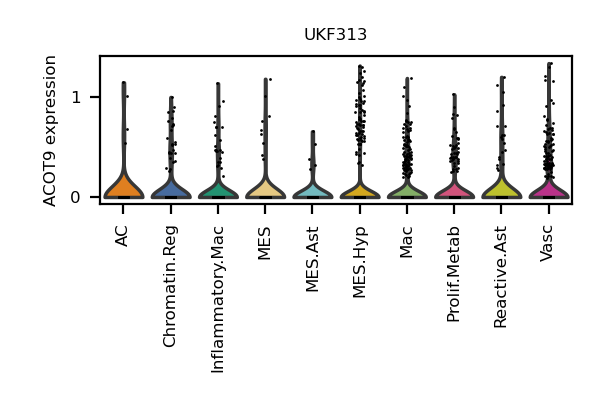 UKF313
ACOT9 expression
1
0
AC
Chromatin.Reg
Inflammatory.Mac
MES
MES.Ast
MES.Hyp
Mac
Prolif.Metab
Reactive.Ast
Vasc